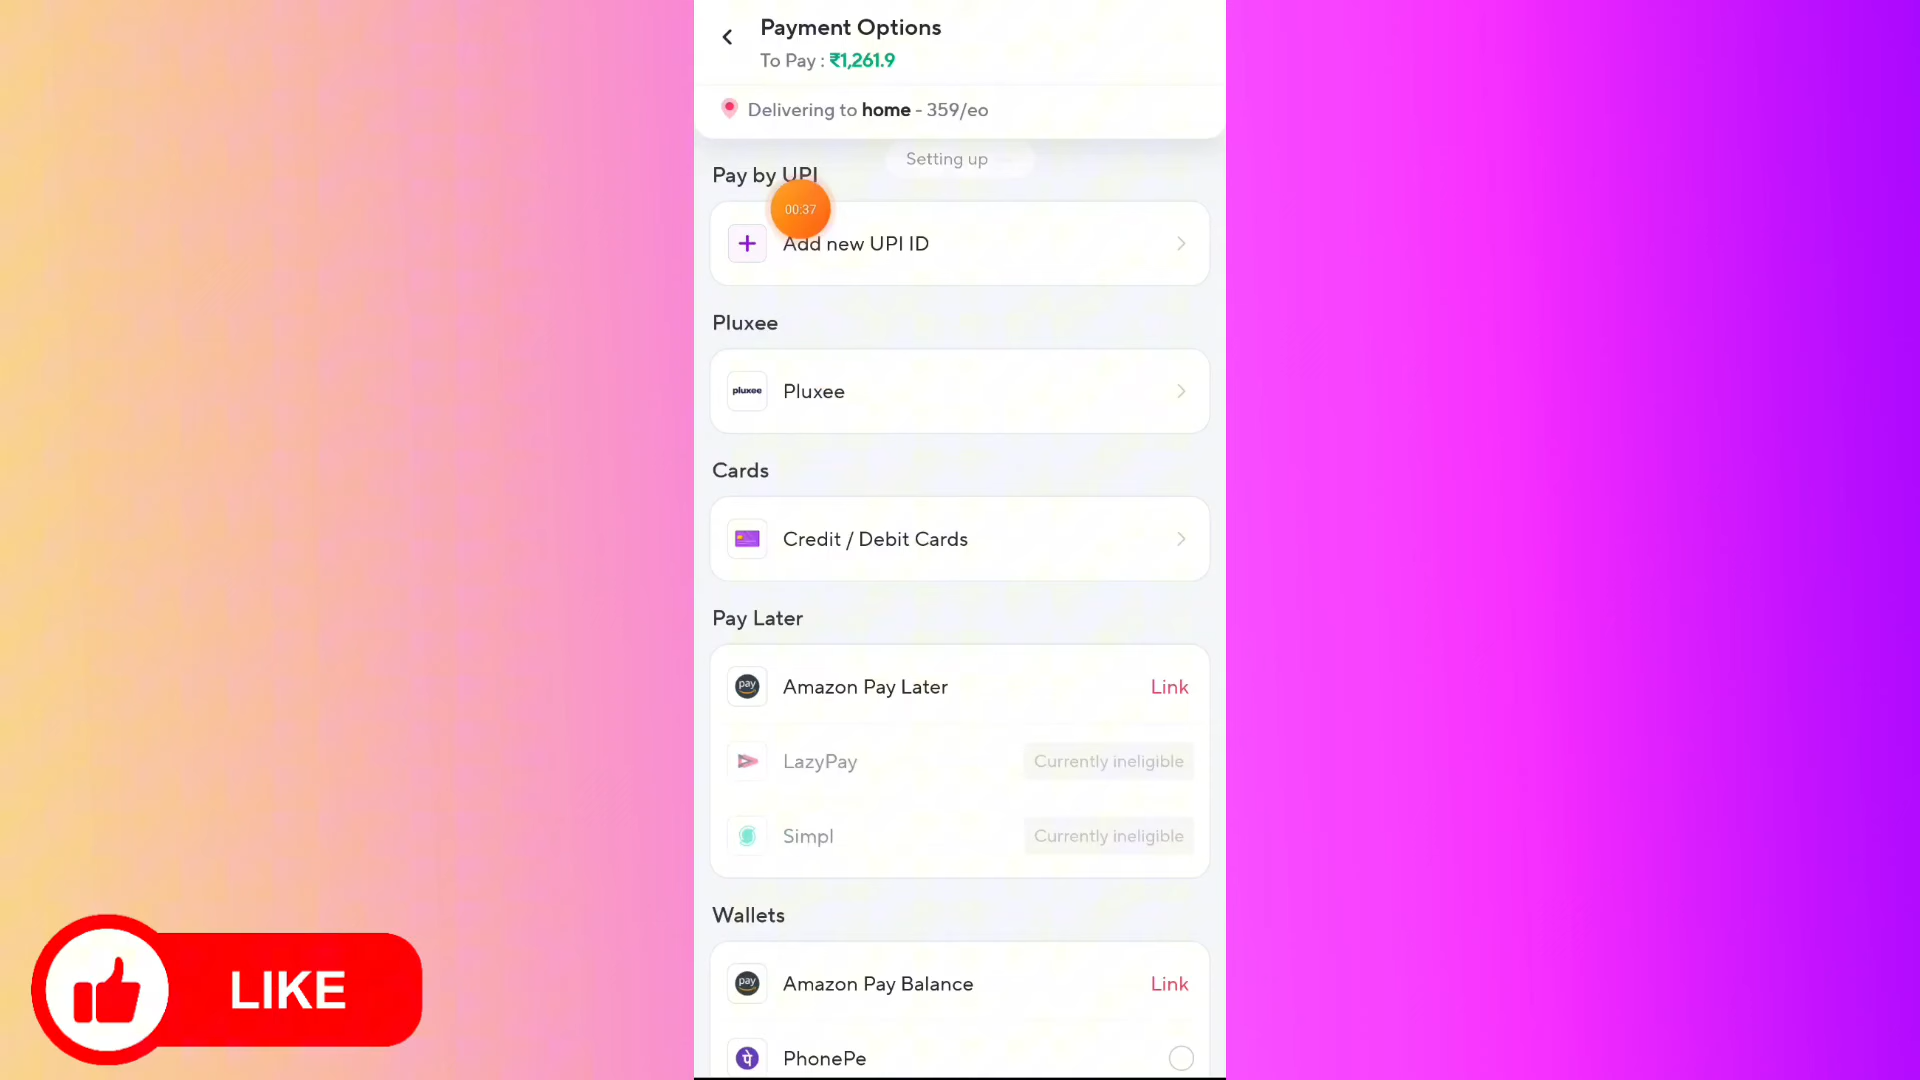 Payment Options
To Pay : ₹1,261.9
Delivering to home - 359/eo
Setting up
Pay by UPI
00:37
Add new UPI ID
Pluxee
pluxee Pluxee
Cards
Credit / Debit Cards
Pay Later
pay Amazon Pay Later Link
LazyPay Currently ineligible
Simpl Currently ineligible
Wallets
pay Amazon Pay Balance Link
पे PhonePe
LIKE